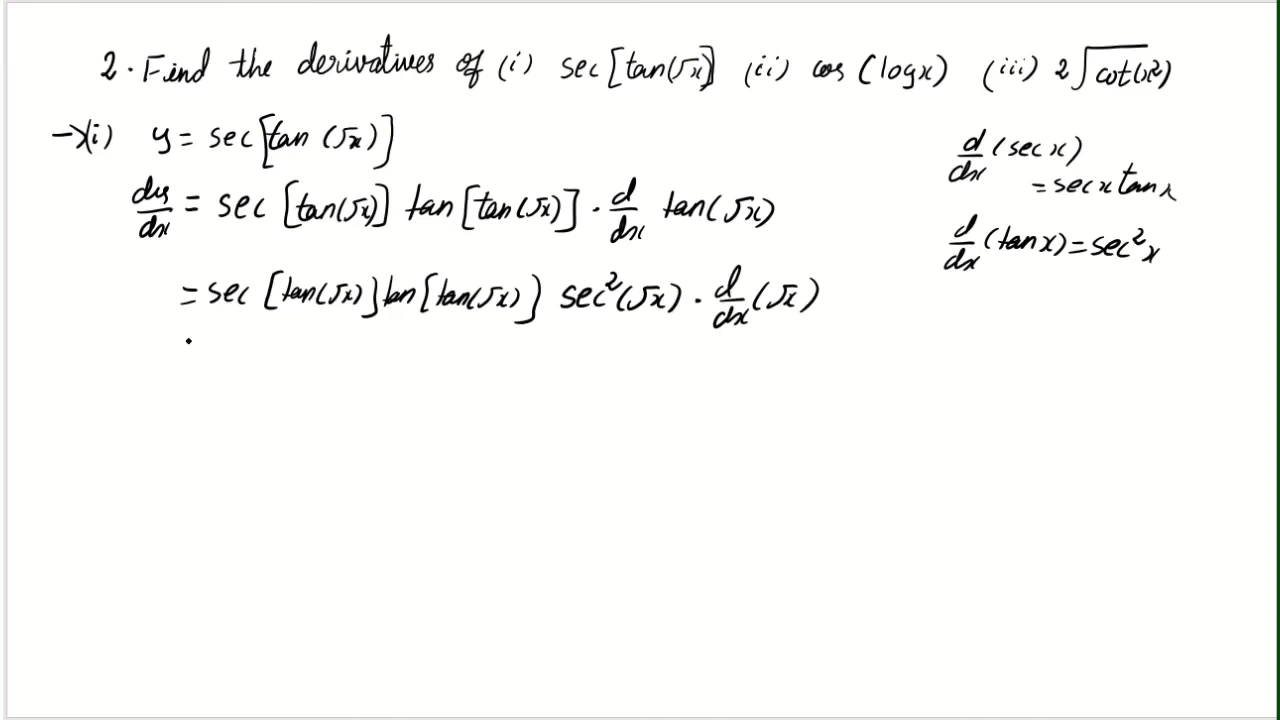 2. Find the derivatives of (i) sec[tan(√x)] (ii) cos (logx) (iii) 2√cot(x²)
→(i) y = sec[tan (√x)]
dy/dx = sec [tan(√x)] tan[tan(√x)] . d/dx tan(√x)
= sec [tan(√x)]tan[tan(√x)] sec²(√x) . d/dx (√x)
d/dx (sec x)
= sec x tan x
d/dx (tan x) = sec² x